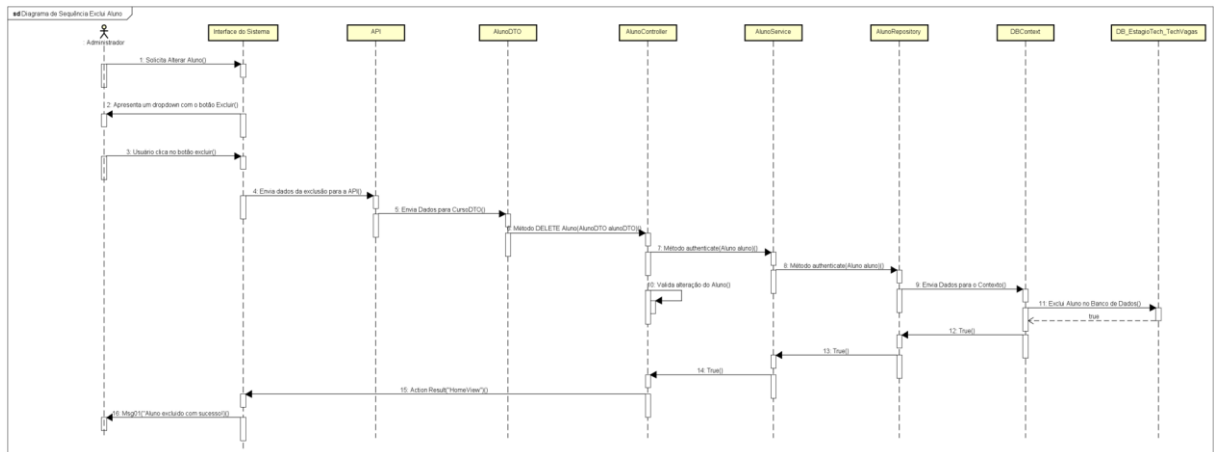 sd Diagrama de Sequência Exclui Aluno
Administrador
Interface do Sistema
API
AlunoDTO
AlunoController
AlunoService
AlunoRepository
DBContext
DB_EstagioTech_TechVagas
1: Solicita Alterar Aluno()
2: Apresenta um dropdown com o botão Excluir()
3: Usuário clica no botão excluir()
4: Envia dados da exclusão para a API()
5: Envia Dados para CursoDTO()
6: Método DELETE Aluno(AlunoDTO alunoDTO)()
7: Método authenticate(Aluno aluno)()
8: Método authenticate(Aluno aluno)()
9: Envia Dados para o Contexto()
10: Valida alteração do Aluno()
11: Exclui Aluno no Banco de Dados()
true
12: True()
13: True()
14: True()
15: Action Result("HomeView")()
16: Msg01("Aluno excluido com sucesso!)()